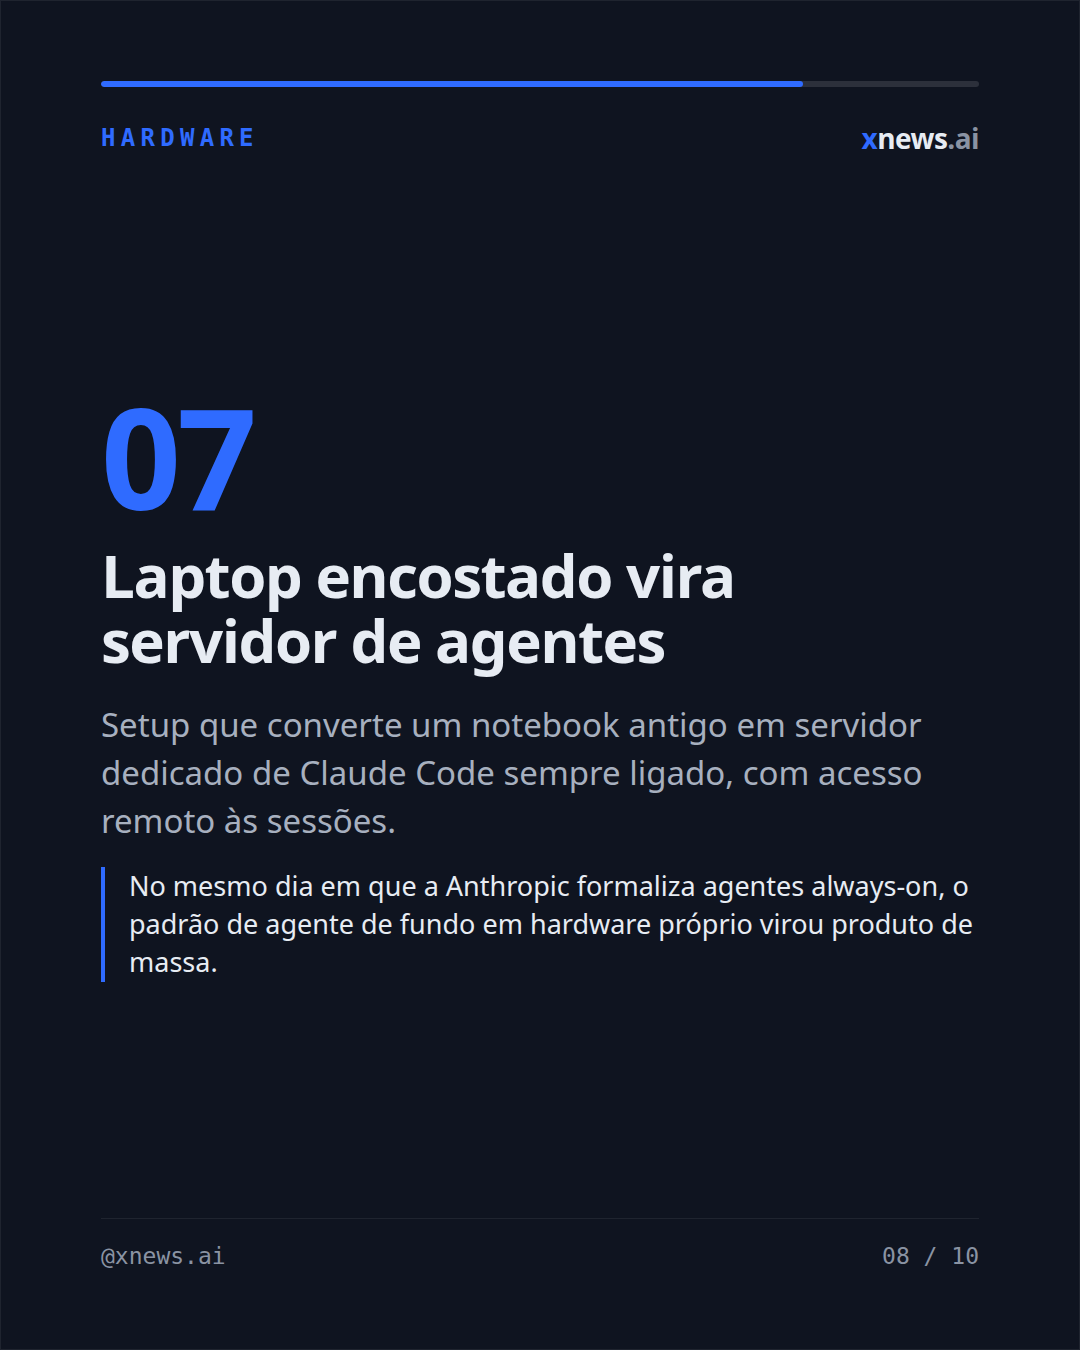 HARDWARE
xnews.ai
07
Laptop encostado vira
servidor de agentes
Setup que converte um notebook antigo em servidor
dedicado de Claude Code sempre ligado, com acesso
remoto às sessões.
No mesmo dia em que a Anthropic formaliza agentes always-on, o
padrão de agente de fundo em hardware próprio virou produto de
massa.
@xnews.ai
08 / 10